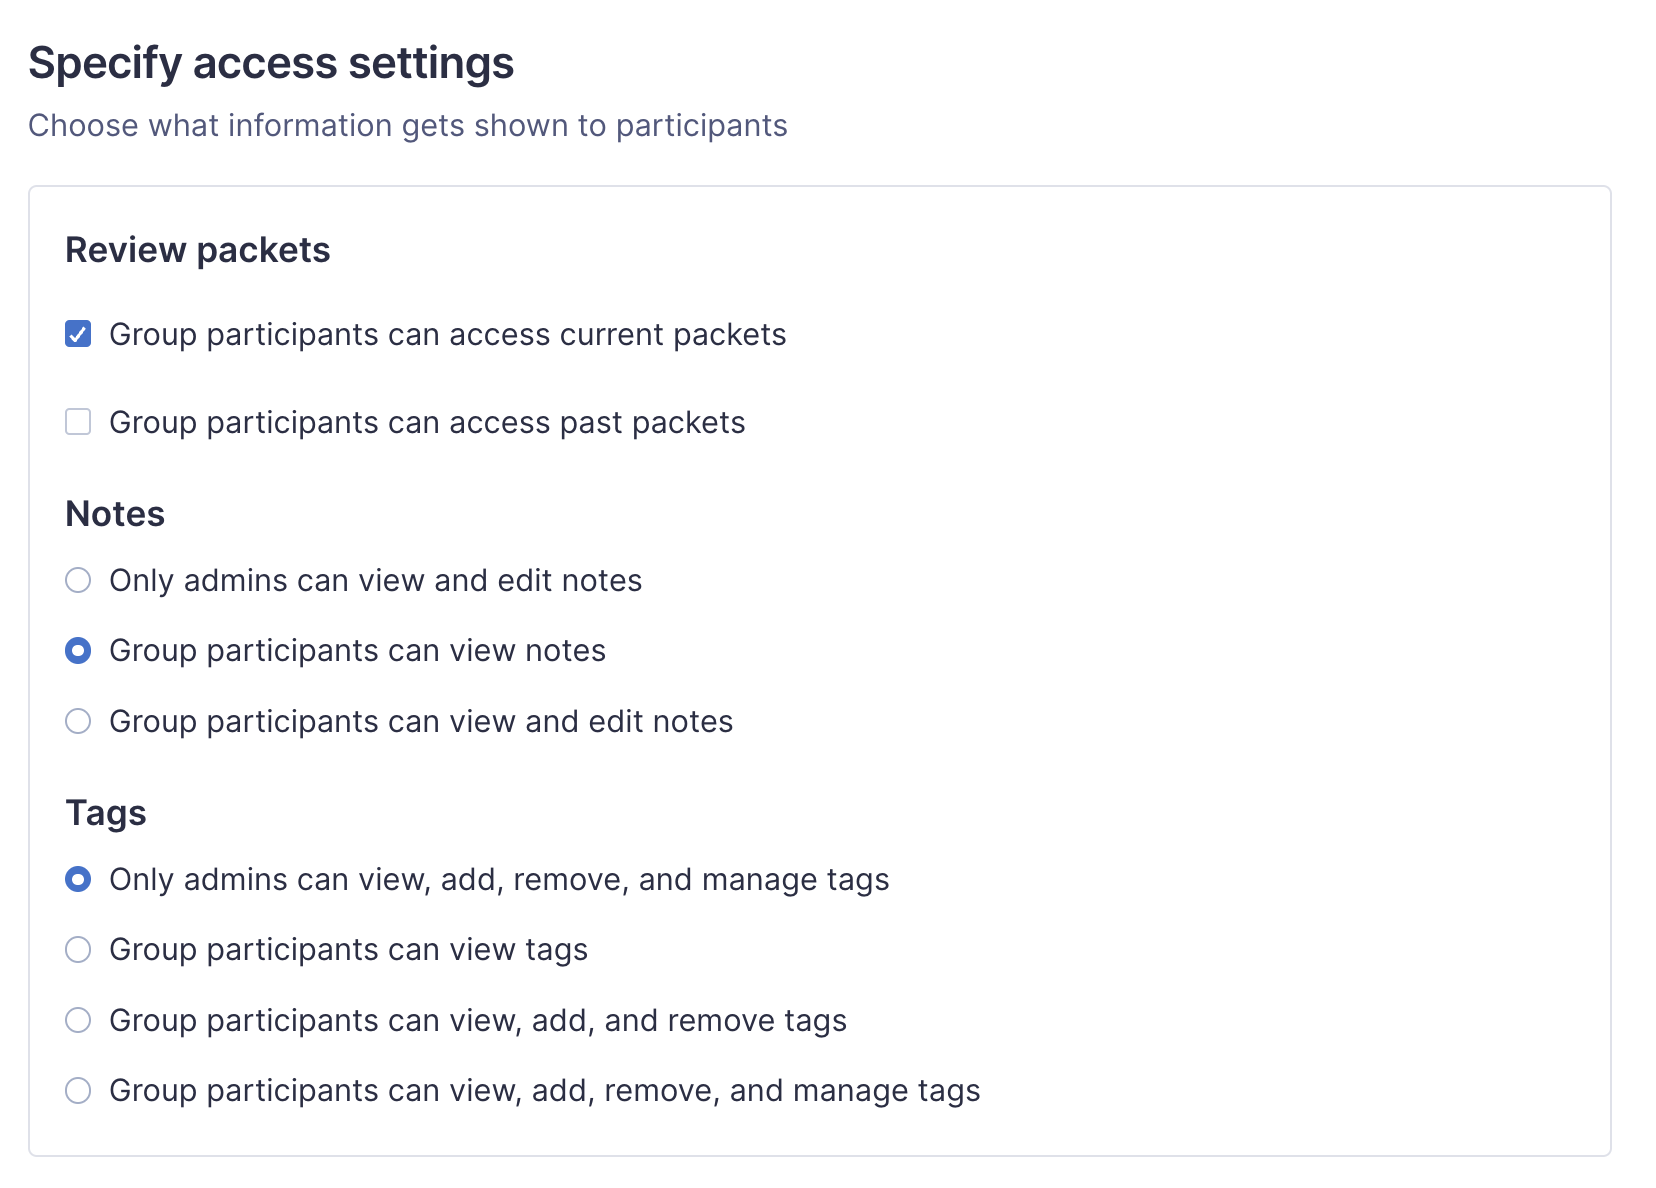 Specify access settings
Choose what information gets shown to participants
Review packets
Group participants can access current packets
Group participants can access past packets
Notes
Only admins can view and edit notes
Group participants can view notes
Group participants can view and edit notes
Tags
Only admins can view, add, remove, and manage tags
Group participants can view tags
Group participants can view, add, and remove tags
Group participants can view, add, remove, and manage tags